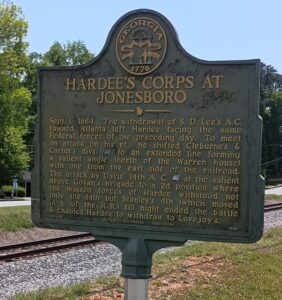 GEORGIA
1776
HARDEE'S CORPS AT
JONESBORO
Sept. 1, 1864. The withdrawal of S. D. Lee's A.C.
toward Atlanta left Hardee facing the same
Federal forces of the preceding day. To meet
an attack on his rt. he shifted Cleburne's &
Carter's divs. to an extended line forming
a salient angle (north of the Warren house)
with one front east side of the railroad.
The attack by Davis' 14th A.C. at the salient
drove Govan's brigade to a 2d position where
the massed forces of Hardee withstood not
only the 14th but Stanley's 4th (which moved
in E. of the R.R.) till night ended the battle
& enabled Hardee to withdraw to Lovejoy's.